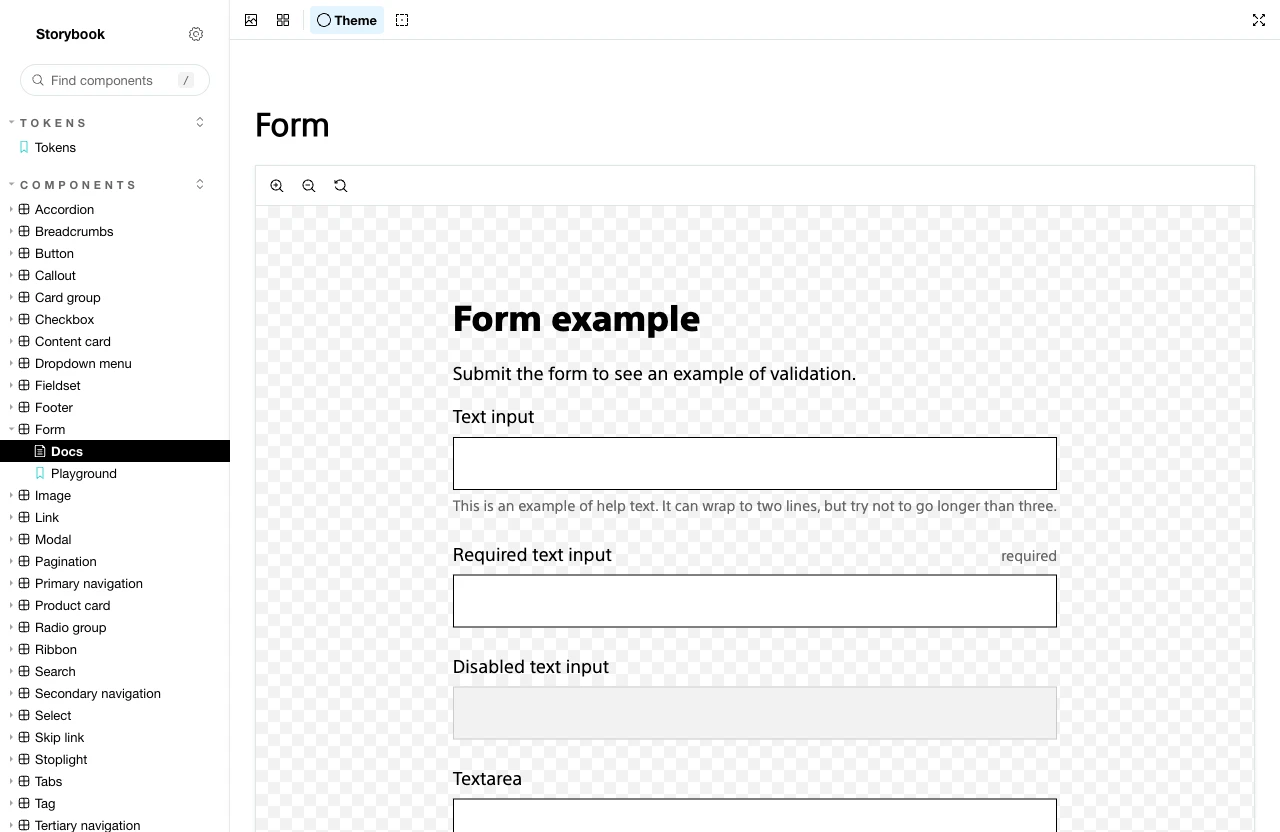 Storybook
Find components
/
TOKENS
Tokens
COMPONENTS
Accordion
Breadcrumbs
Button
Callout
Card group
Checkbox
Content card
Dropdown menu
Fieldset
Footer
Form
Docs
Playground
Image
Link
Modal
Pagination
Primary navigation
Product card
Radio group
Ribbon
Search
Secondary navigation
Select
Skip link
Stoplight
Tabs
Tag
Tertiary navigation
Theme
Form
Form example
Submit the form to see an example of validation.
Text input
This is an example of help text. It can wrap to two lines, but try not to go longer than three.
Required text input required
Disabled text input
Textarea